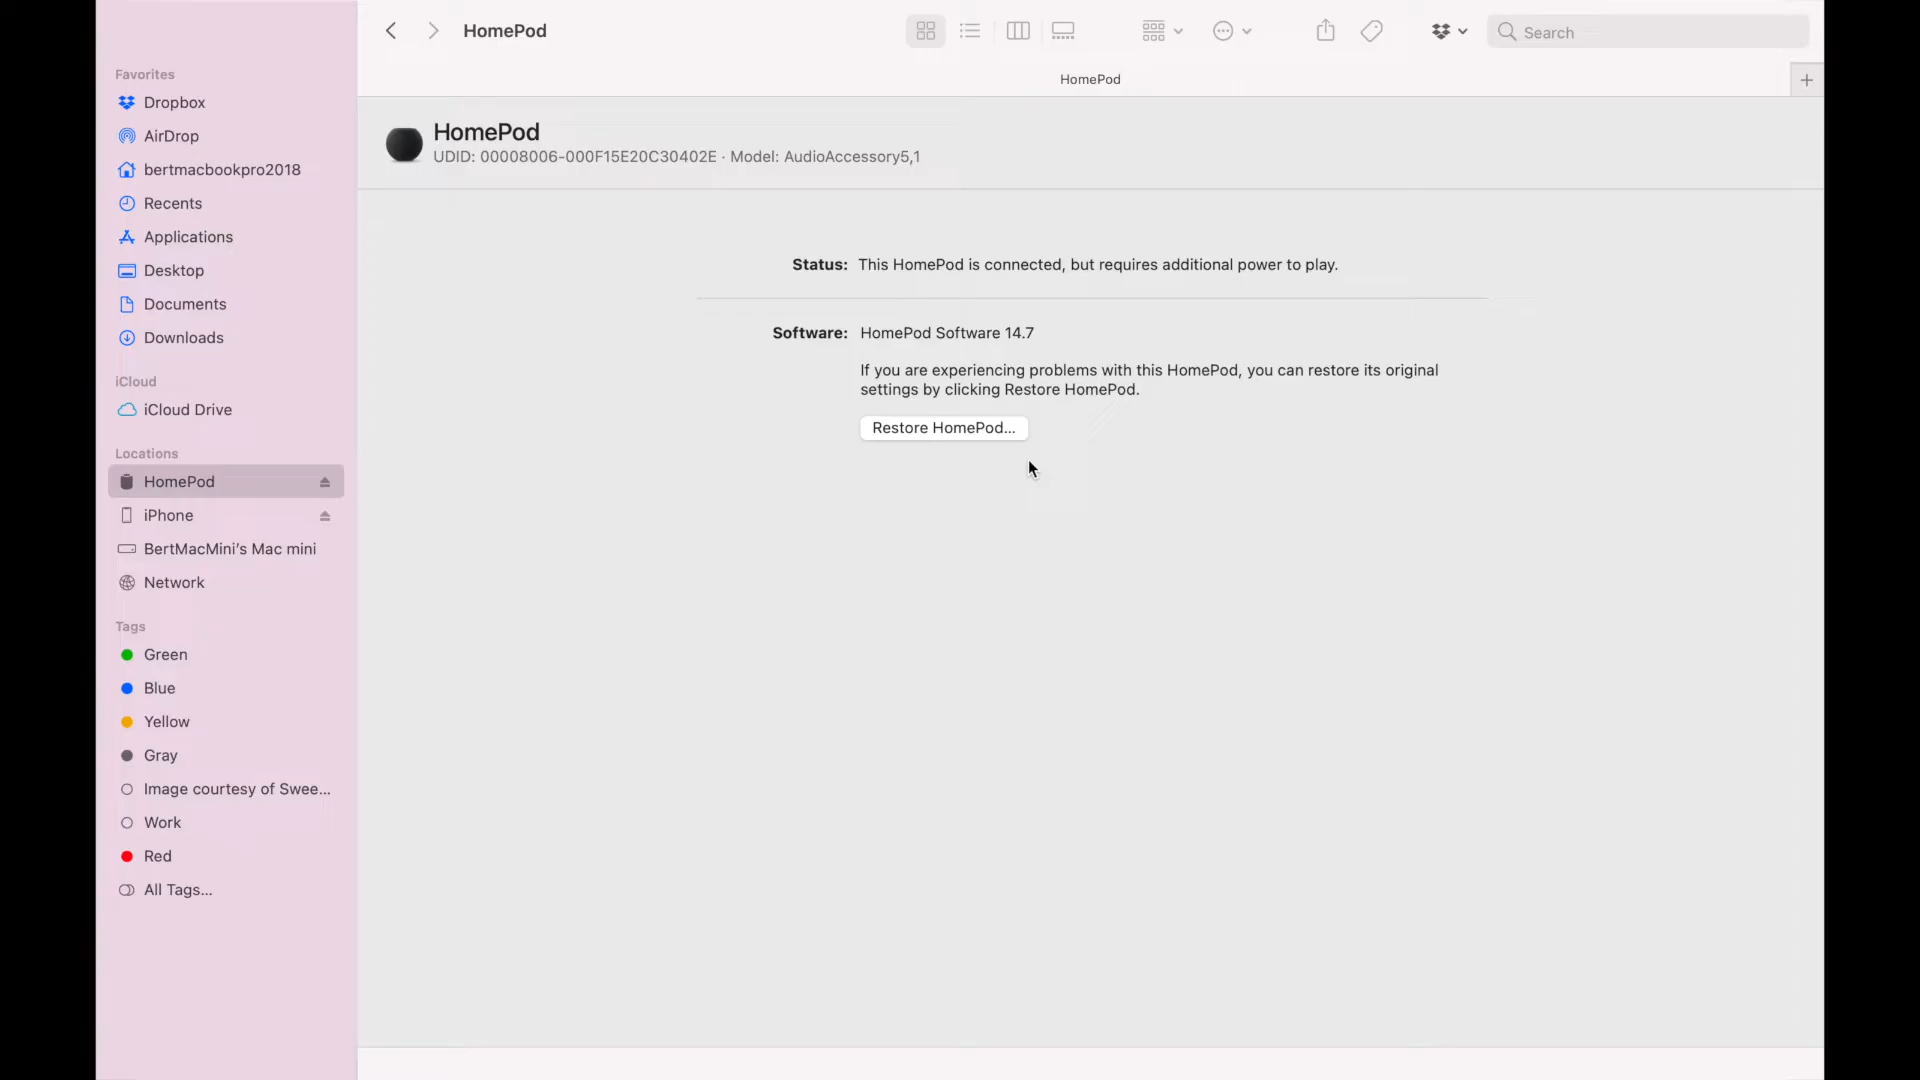 HomePod
Search
HomePod
Favorites
Dropbox
AirDrop
bertmacbookpro2018
Recents
Applications
Desktop
Documents
Downloads
iCloud
iCloud Drive
Locations
HomePod
iPhone
BertMacMini’s Mac mini
Network
Tags
Green
Blue
Yellow
Gray
Image courtesy of Swee...
Work
Red
All Tags...
HomePod
UDID: 00008006-000F15E20C30402E · Model: AudioAccessory5,1
Status: This HomePod is connected, but requires additional power to play.
Software: HomePod Software 14.7
If you are experiencing problems with this HomePod, you can restore its original
settings by clicking Restore HomePod.
Restore HomePod...